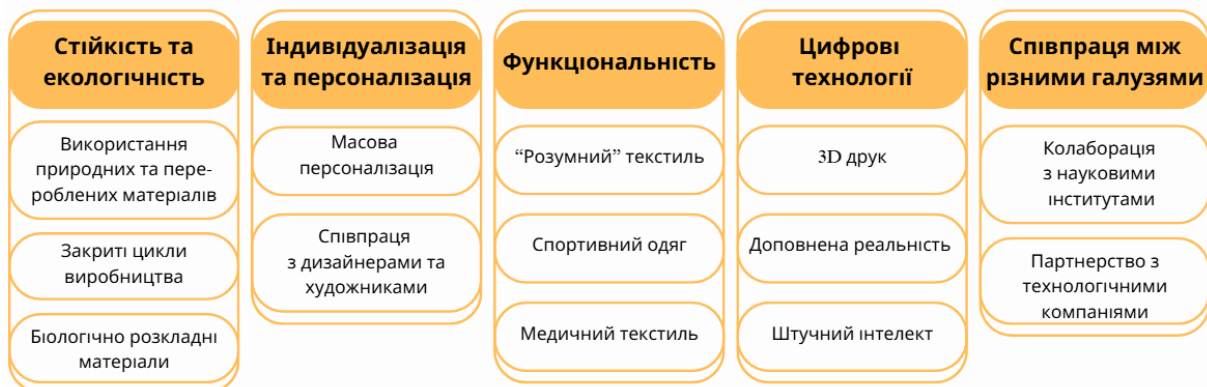 Стійкість та
екологічність
Використання
природних та пере-
роблених матеріалів
Закриті цикли
виробництва
Біологічно розкладні
матеріали
Індивідуалізація
та персоналізація
Масова
персоналізація
Співпраця
з дизайнерами та
художниками
Функціональність
“Розумний” текстиль
Спортивний одяг
Медичний текстиль
Цифрові
технології
3D друк
Доповнена реальність
Штучний інтелект
Співпраця між
різними галузями
Колаборація
з науковими
інститутами
Партнерство з
технологічними
компаніями